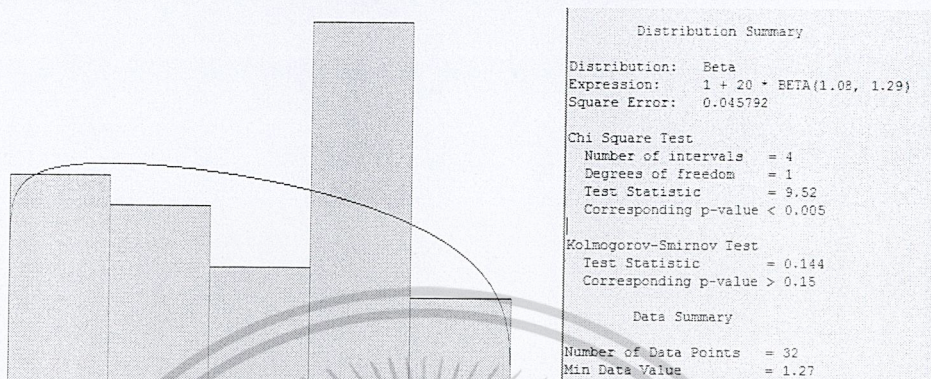 Distribution Summary
Distribution: Beta
Expression: 1 + 20 * BETA(1.08, 1.29)
Square Error: 0.045792
Chi Square Test
Number of intervals = 4
Degrees of freedom = 1
Test Statistic = 9.52
Corresponding p-value < 0.005
Kolmogorov-Smirnov Test
Test Statistic = 0.144
Corresponding p-value > 0.15
Data Summary
Number of Data Points = 32
Min Data Value = 1.27